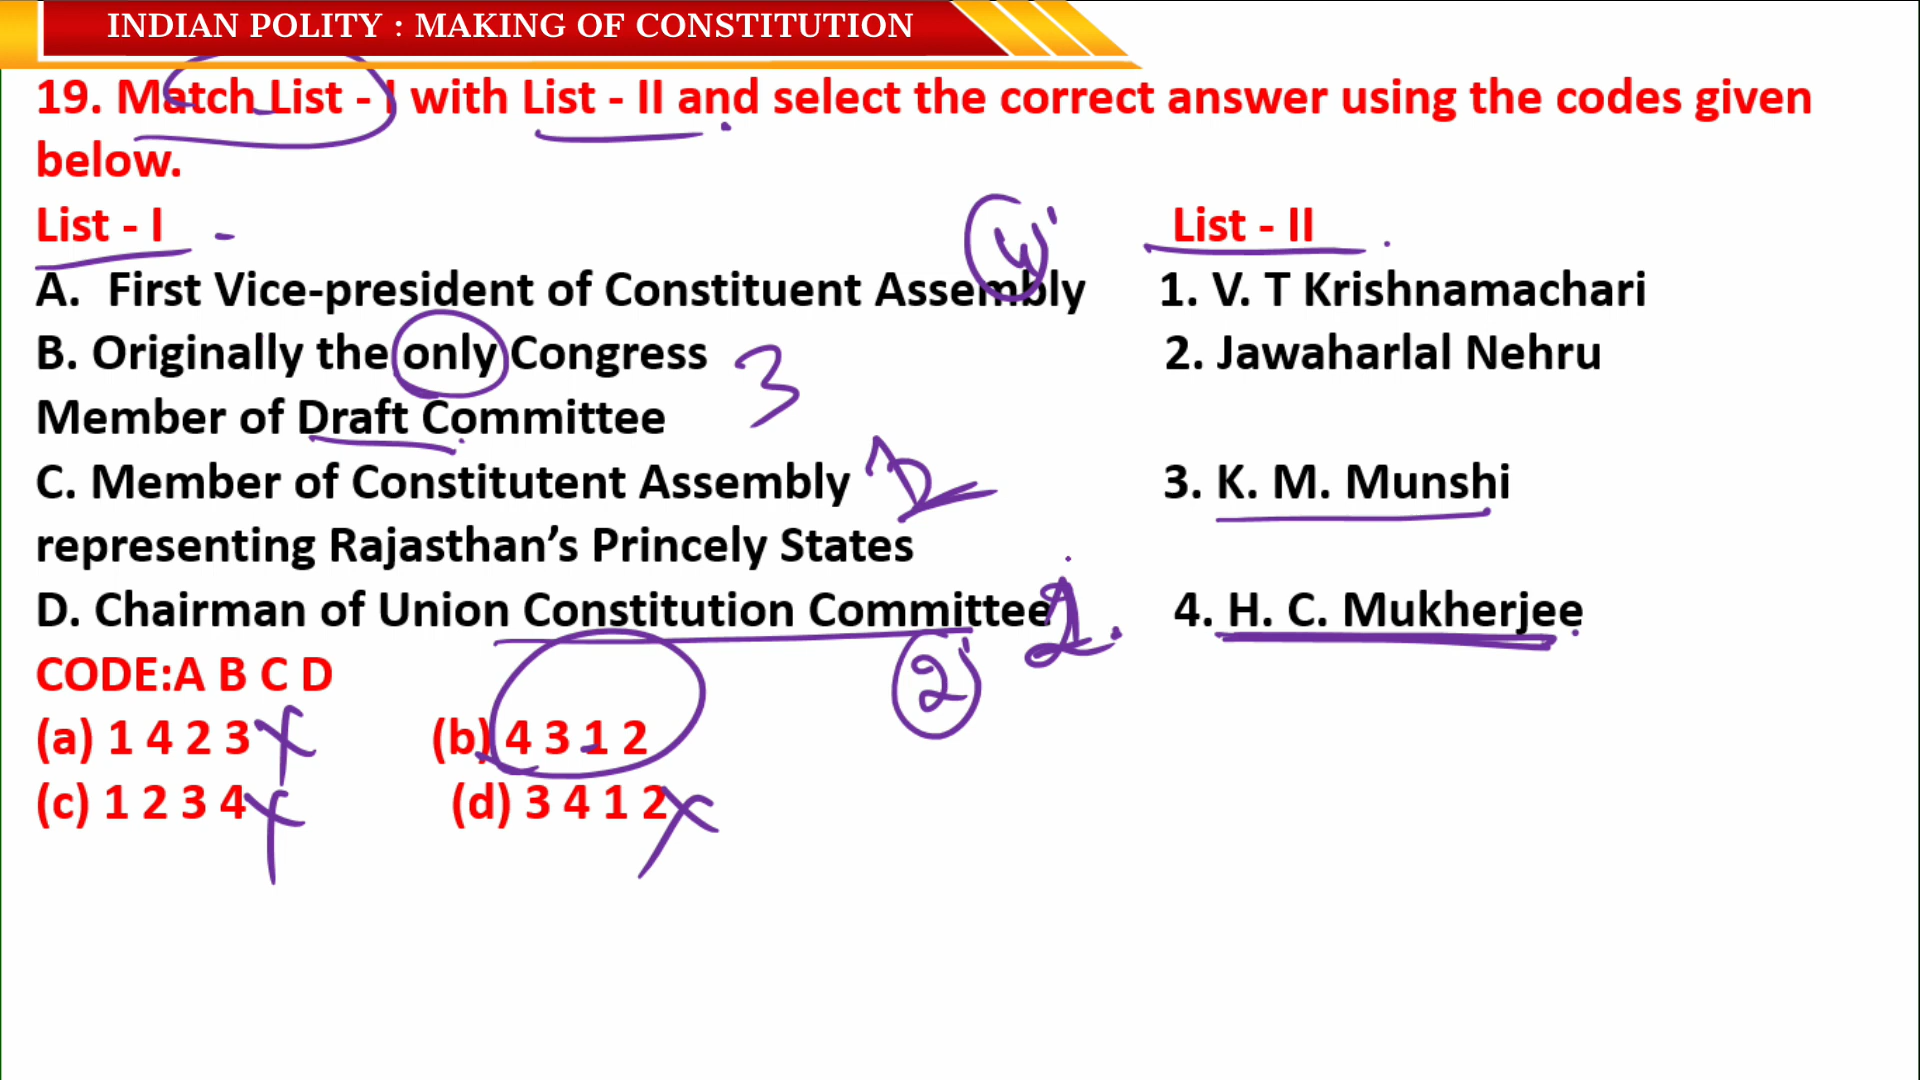 INDIAN POLITY : MAKING OF CONSTITUTION
19. Match List - I with List - II and select the correct answer using the codes given
below.
List - I List - II
4
A. First Vice-president of Constituent Assembly 1. V. T Krishnamachari
B. Originally the only Congress 3 2. Jawaharlal Nehru
Member of Draft Committee
C. Member of Constitutent Assembly 3. K. M. Munshi
representing Rajasthan’s Princely States
D. Chairman of Union Constitution Committee 4. H. C. Mukherjee
2
CODE:A B C D
(a) 1 4 2 3 (b) 4 3 1 2
(c) 1 2 3 4 (d) 3 4 1 2